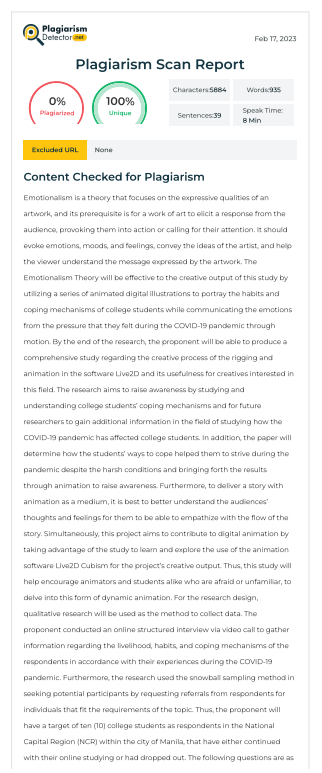 Plagiarism
Detector.net
Feb 17, 2023
Plagiarism Scan Report
0%
Plagiarized
100%
Unique
Characters:5884
Words:935
Sentences:39
Speak Time:
8 Min
Excluded URL
None
Content Checked for Plagiarism
Emotionalism is a theory that focuses on the expressive qualities of an
artwork, and its prerequisite is for a work of art to elicit a response from the
audience, provoking them into action or calling for their attention. It should
evoke emotions, moods, and feelings, convey the ideas of the artist, and help
the viewer understand the message expressed by the artwork. The
Emotionalism Theory will be effective to the creative output of this study by
utilizing a series of animated digital illustrations to portray the habits and
coping mechanisms of college students while communicating the emotions
from the pressure that they felt during the COVID-19 pandemic through
motion. By the end of the research, the proponent will be able to produce a
comprehensive study regarding the creative process of the rigging and
animation in the software Live2D and its usefulness for creatives interested in
this field. The research aims to raise awareness by studying and
understanding college students' coping mechanisms and for future
researchers to gain additional information in the field of studying how the
COVID-19 pandemic has affected college students. In addition, the paper will
determine how the students' ways to cope helped them to strive during the
pandemic despite the harsh conditions and bringing forth the results
through animation to raise awareness. Furthermore, to deliver a story with
animation as a medium, it is best to better understand the audiences'
thoughts and feelings for them to be able to empathize with the flow of the
story. Simultaneously, this project aims to contribute to digital animation by
taking advantage of the study to learn and explore the use of the animation
software Live2D Cubism for the project's creative output. Thus, this study will
help encourage animators and students alike who are afraid or unfamiliar, to
delve into this form of dynamic animation. For the research design,
qualitative research will be used as the method to collect data. The
proponent conducted an online structured interview via video call to gather
information regarding the livelihood, habits, and coping mechanisms of the
respondents in accordance with their experiences during the COVID-19
pandemic. Furthermore, the research used the snowball sampling method in
seeking potential participants by requesting referrals from respondents for
individuals that fit the requirements of the topic. Thus, the proponent will
have a target of ten (10) college students as respondents in the National
Capital Region (NCR) within the city of Manila, that have either continued
with their online schooling or had dropped out. The following questions are as